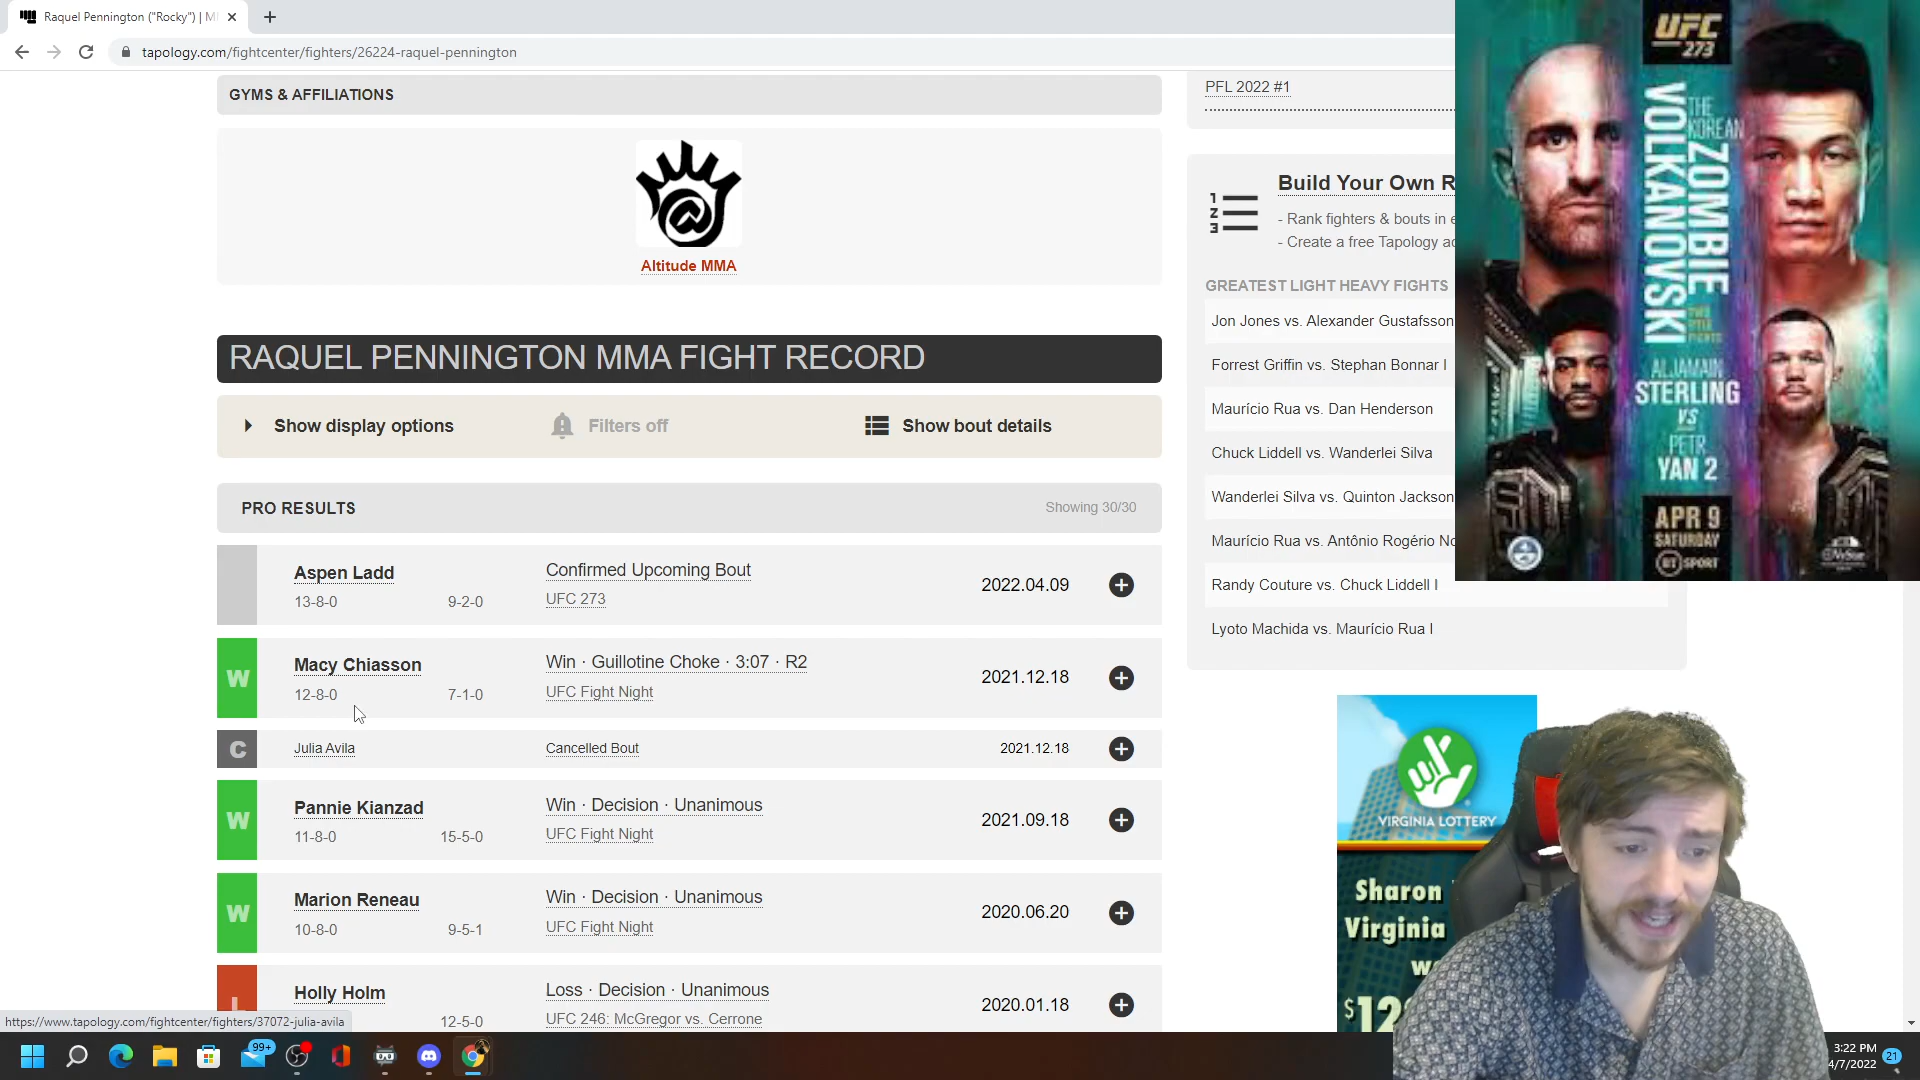 Raquel Pennington ("Rocky") | M
tapology.com/fightcenter/fighters/26224-raquel-pennington
GYMS & AFFILIATIONS
Altitude MMA
RAQUEL PENNINGTON MMA FIGHT RECORD
Show display options
Filters off
Show bout details
PRO RESULTS
Showing 30/30
Aspen Ladd
Confirmed Upcoming Bout
2022.04.09
13-8-0
9-2-0
UFC 273
W
Macy Chiasson
Win · Guillotine Choke · 3:07 · R2
2021.12.18
12-8-0
7-1-0
UFC Fight Night
C
Julia Avila
Cancelled Bout
2021.12.18
W
Pannie Kianzad
Win · Decision · Unanimous
2021.09.18
11-8-0
15-5-0
UFC Fight Night
W
Marion Reneau
Win · Decision · Unanimous
2020.06.20
10-8-0
9-5-1
UFC Fight Night
L
Holly Holm
Loss · Decision · Unanimous
2020.01.18
12-5-0
UFC 246: McGregor vs. Cerrone
https://www.tapology.com/fightcenter/fighters/37072-julia-avila
PFL 2022 #1
1
2
3
Build Your Own R
- Rank fighters & bouts in e
- Create a free Tapology ac
GREATEST LIGHT HEAVY FIGHTS
Jon Jones vs. Alexander Gustafsson
Forrest Griffin vs. Stephan Bonnar I
Maurício Rua vs. Dan Henderson
Chuck Liddell vs. Wanderlei Silva
Wanderlei Silva vs. Quinton Jackson
Maurício Rua vs. Antônio Rogério No
Randy Couture vs. Chuck Liddell I
Lyoto Machida vs. Maurício Rua I
UFC
273
VOLKANOVSKI
THE KOREAN
ZOMBIE
ALJAMAIN
STERLING
VS
PETR
YAN 2
APR 9
SATURDAY
BT SPORT
VIRGINIA LOTTERY
Sharon
Virginia
w
$12
99+
3:22 PM
4/7/2022
21